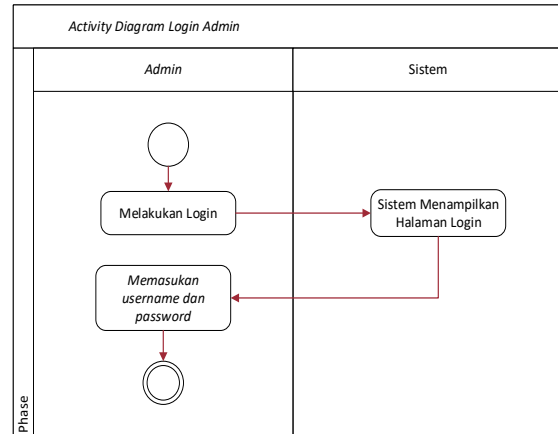 Activity Diagram Login Admin
Admin
Sistem
Melakukan Login
Sistem Menampilkan
Halaman Login
Memasukan
username dan
password
Phase